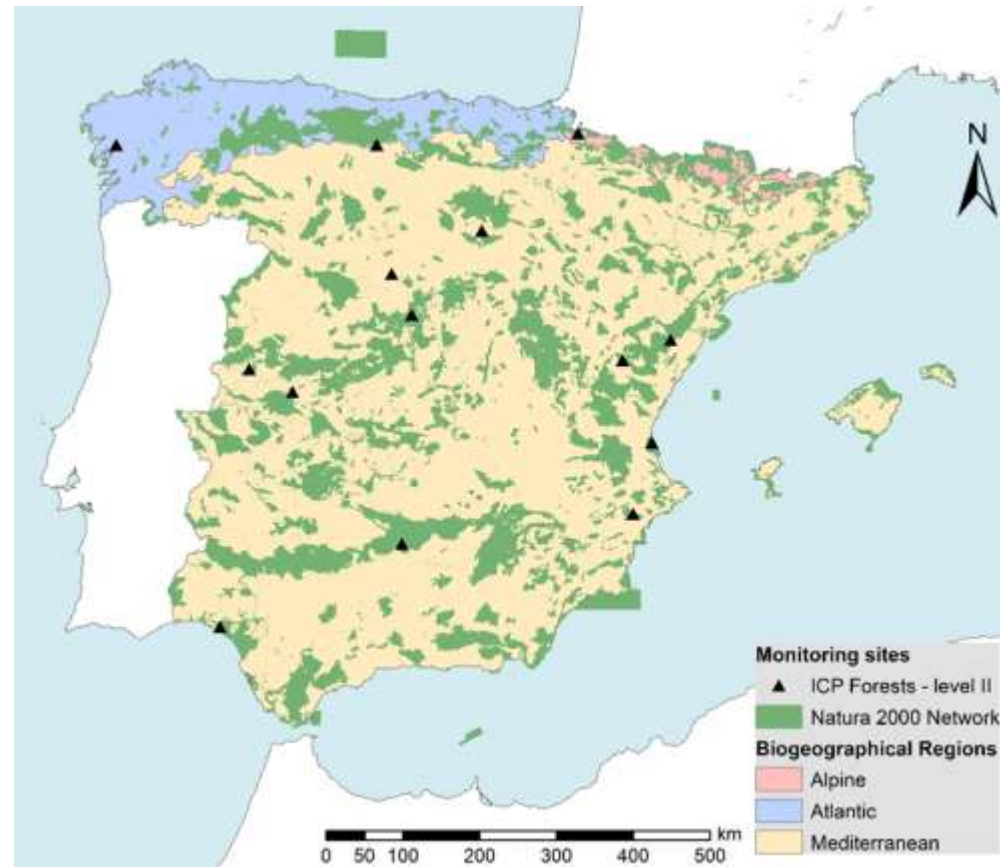 N
Monitoring sites
ICP Forests - level II
Natura 2000 Network
Biogeographical Regions
Alpine
Atlantic
Mediterranean
km
0 50 100 200 300 400 500